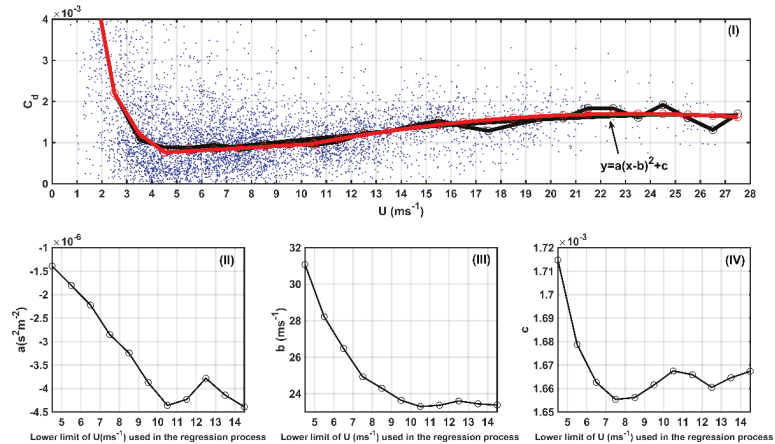 ×10⁻³
(I)
4
3
2
1
0
C_d
y=a(x-b)²+c
0 1 2 3 4 5 6 7 8 9 10 11 12 13 14 15 16 17 18 19 20 21 22 23 24 25 26 27 28
U (ms⁻¹)
×10⁻⁶
(II)
-1
-1.5
-2
-2.5
-3
-3.5
-4
-4.5
a(s²m⁻²)
5 6 7 8 9 10 11 12 13 14
Lower limit of U(ms⁻¹) used in the regression process
(III)
32
30
28
26
24
b (ms⁻¹)
5 6 7 8 9 10 11 12 13 14
Lower limit of U (ms⁻¹) used in the regression process
×10⁻³
(IV)
1.72
1.71
1.7
1.69
1.68
1.67
1.66
1.65
c
5 6 7 8 9 10 11 12 13 14
Lower limit of U (ms⁻¹) used in the regression process